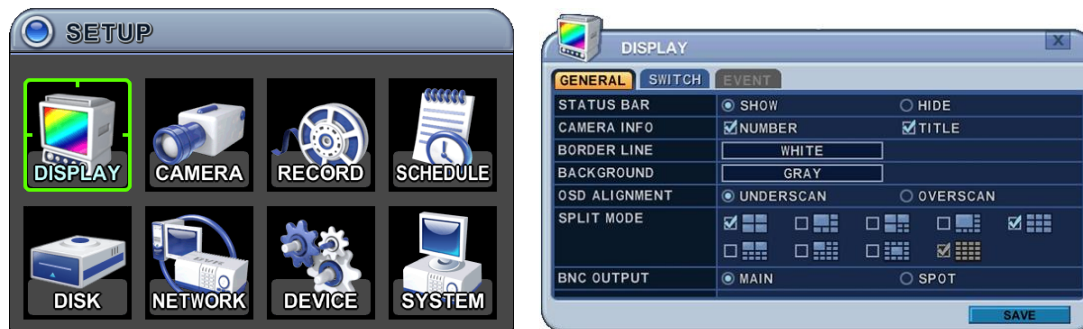 SETUP
DISPLAY CAMERA RECORD SCHEDULE
DISK NETWORK DEVICE SYSTEM
DISPLAY X
GENERAL SWITCH EVENT
STATUS BAR SHOW HIDE
CAMERA INFO NUMBER TITLE
BORDER LINE WHITE
BACKGROUND GRAY
OSD ALIGNMENT UNDERSCAN OVERSCAN
SPLIT MODE
BNC OUTPUT MAIN SPOT
SAVE